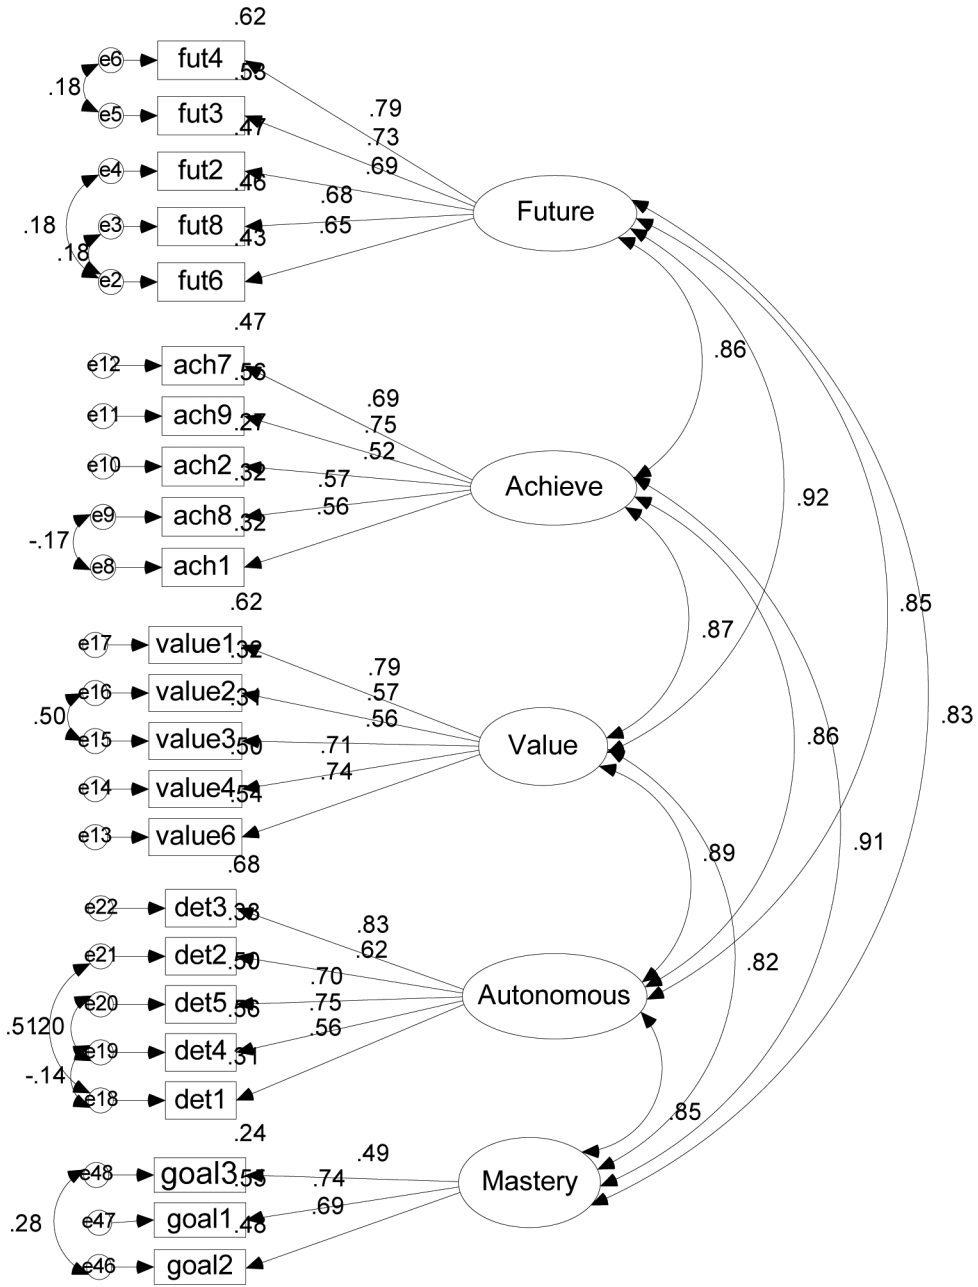 .62
e6 fut4
.53
.18
e5 fut3
.79
.47
.73
e4 fut2
.69
.46
.68
Future
.18
e3 fut8
.65
.43
.18
e2 fut6
.47
.86
e12 ach7
.56
.69
e11 ach9
.27
.75
.52
e10 ach2
.32
.57
Achieve
.92
e9 ach8
.56
.32
-.17
e8 ach1
.62
.85
.87
e17 value1
.32
.79
e16 value2
.31
.57
.50
.56
.83
e15 value3
.50
.71
Value
.86
.74
e14 value4
.54
e13 value6
.91
.89
.68
e22 det3
.38
.83
e21 det2
.50
.62
.82
.70
Autonomous
e20 det5
.56
.75
.51
20
.56
e19 det4
.31
-.14
e18 det1
.85
.24
.49
e48 goal3
.55
.74
Mastery
.69
.28
e47 goal1
.48
e46 goal2